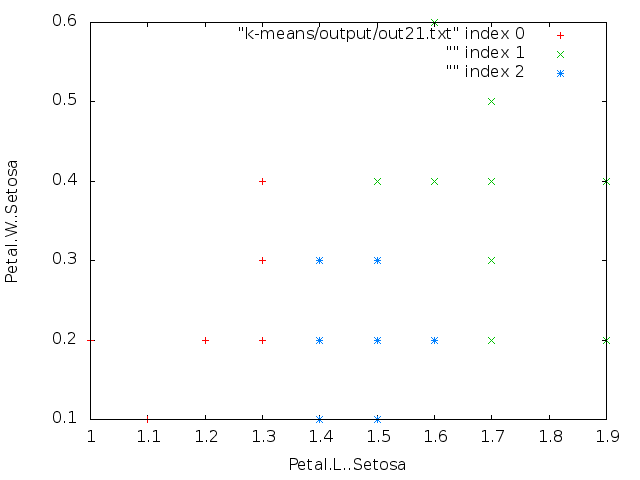 "k-means/output/out21.txt" index 0
"" index 1
"" index 2
0.6
0.5
0.4
0.3
0.2
0.1
Petal.W..Setosa
1 1.1 1.2 1.3 1.4 1.5 1.6 1.7 1.8 1.9
Petal.L..Setosa